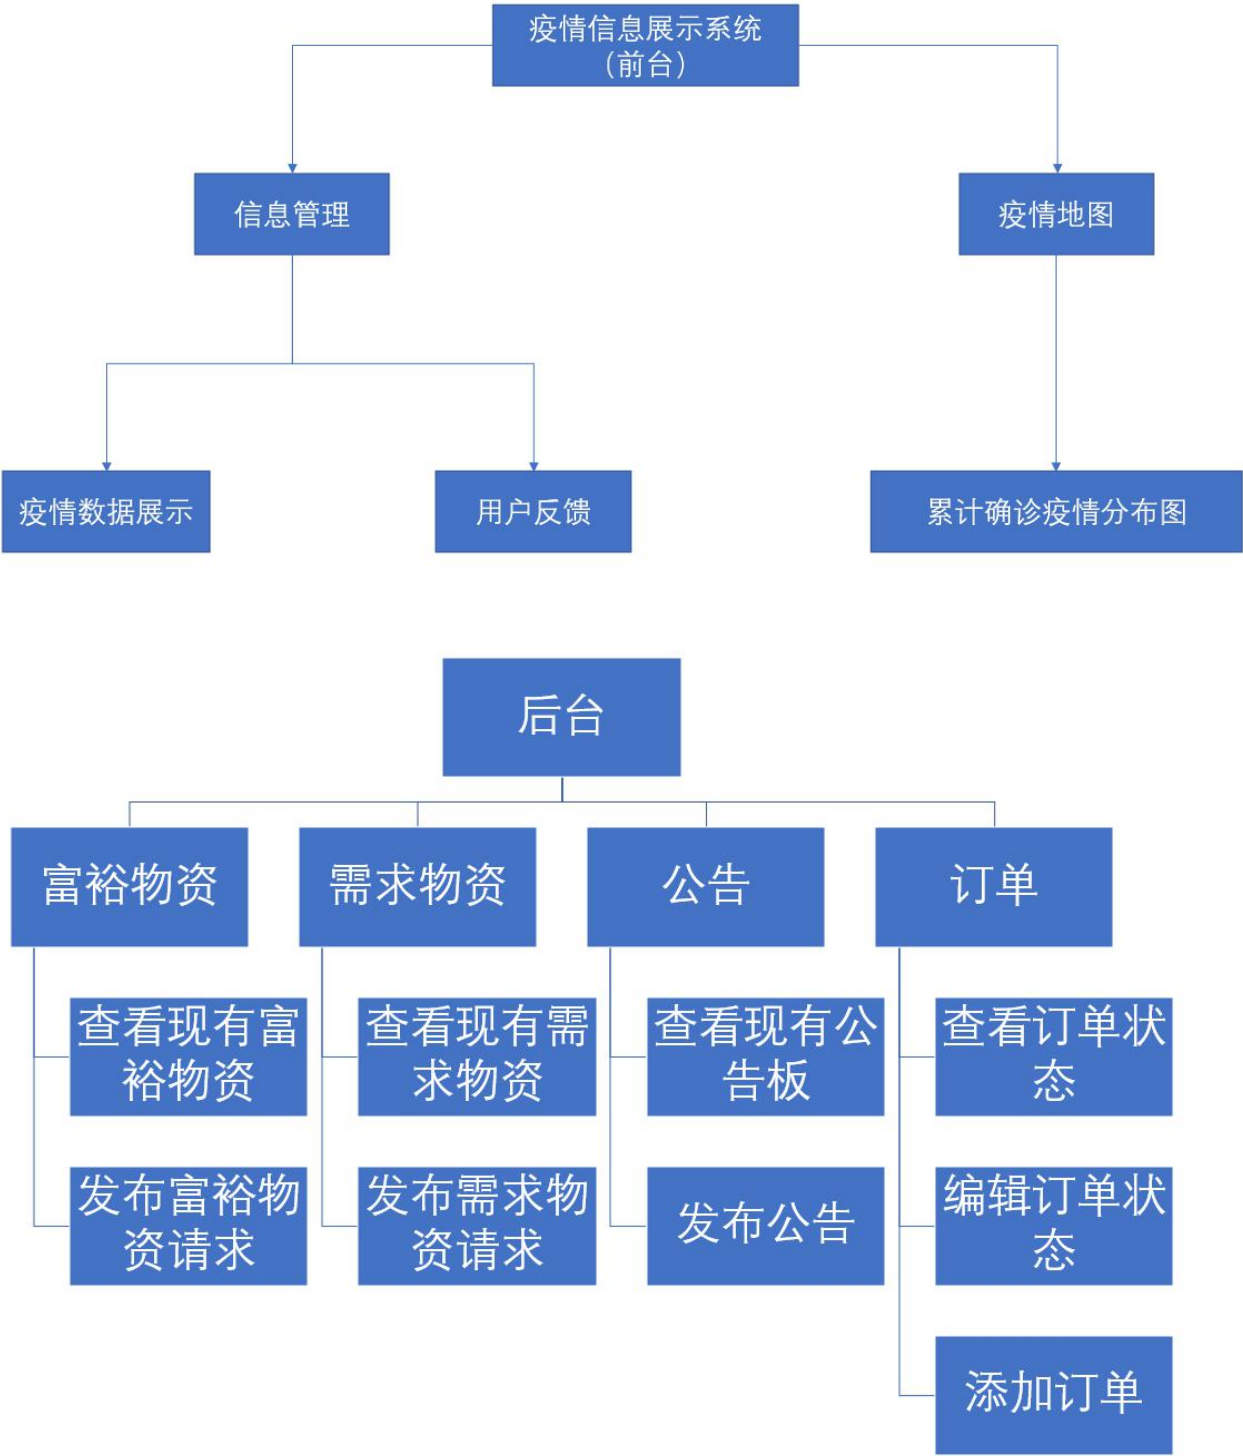 疫情信息展示系统
（前台）
信息管理
疫情地图
疫情数据展示
用户反馈
累计确诊疫情分布图
后台
富裕物资
需求物资
公告
订单
查看现有富
裕物资
查看现有需
求物资
查看现有公
告板
查看订单状
态
发布富裕物
资请求
发布需求物
资请求
发布公告
编辑订单状
态
添加订单